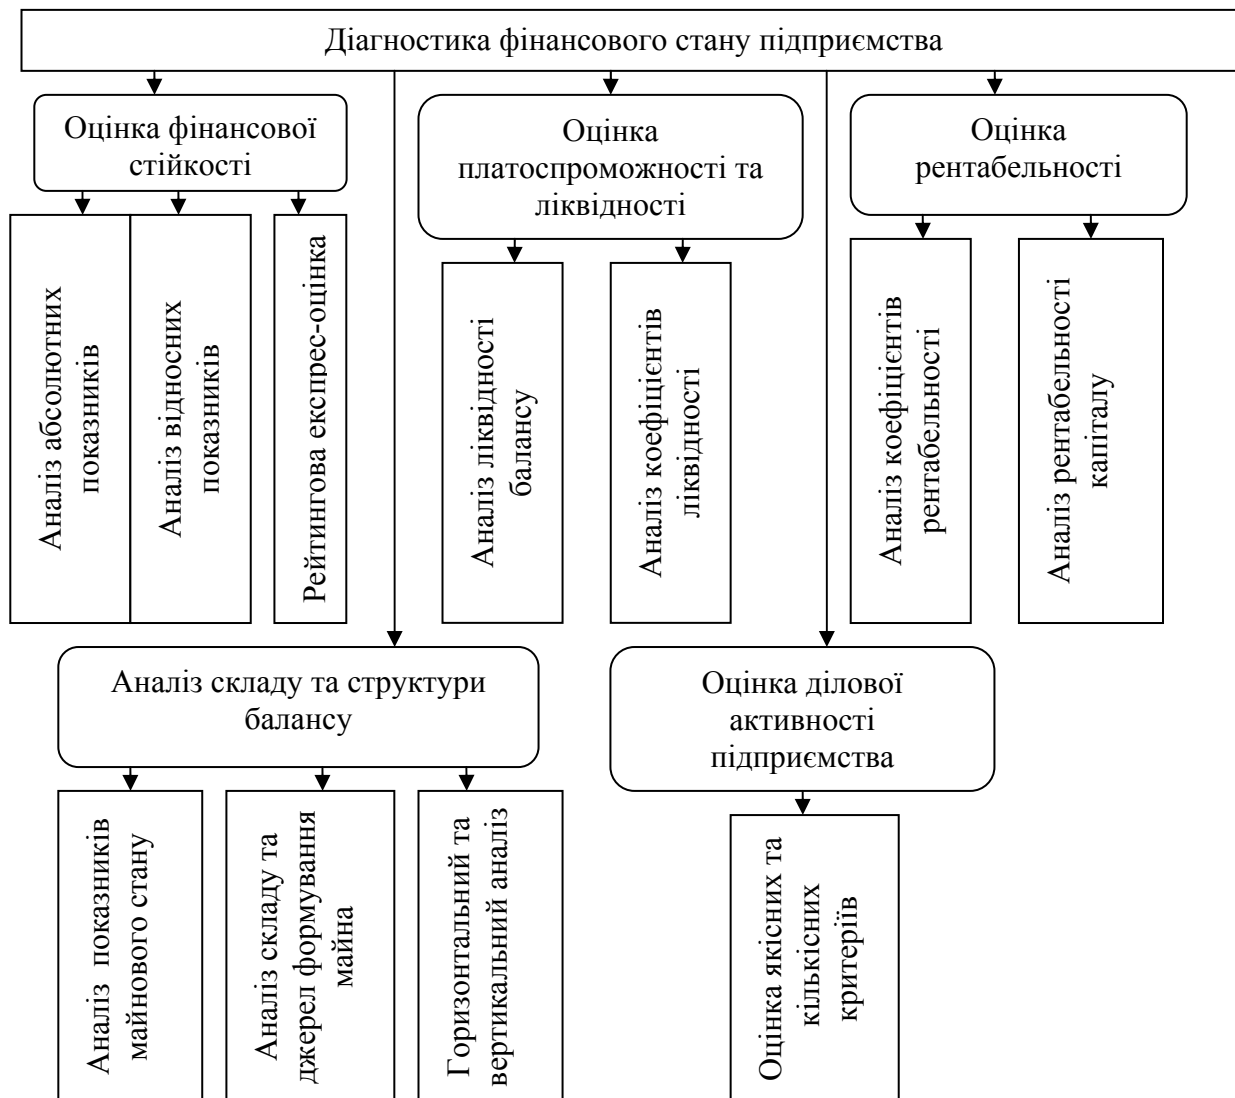 Діагностика фінансового стану підприємства
Оцінка фінансової
стійкості
Оцінка
платоспроможності та
ліквідності
Оцінка
рентабельності
Аналіз абсолютних
показників
Аналіз відносних
показників
Рейтингова експрес-оцінка
Аналіз ліквідності
балансу
Аналіз коефіцієнтів
ліквідності
Аналіз коефіцієнтів
рентабельності
Аналіз рентабельності
капіталу
Аналіз складу та структури
балансу
Оцінка ділової
активності
підприємства
Аналіз показників
майнового стану
Аналіз складу та
джерел формування
майна
Горизонтальний та
вертикальний аналіз
Оцінка якісних та
кількісних
критеріїв